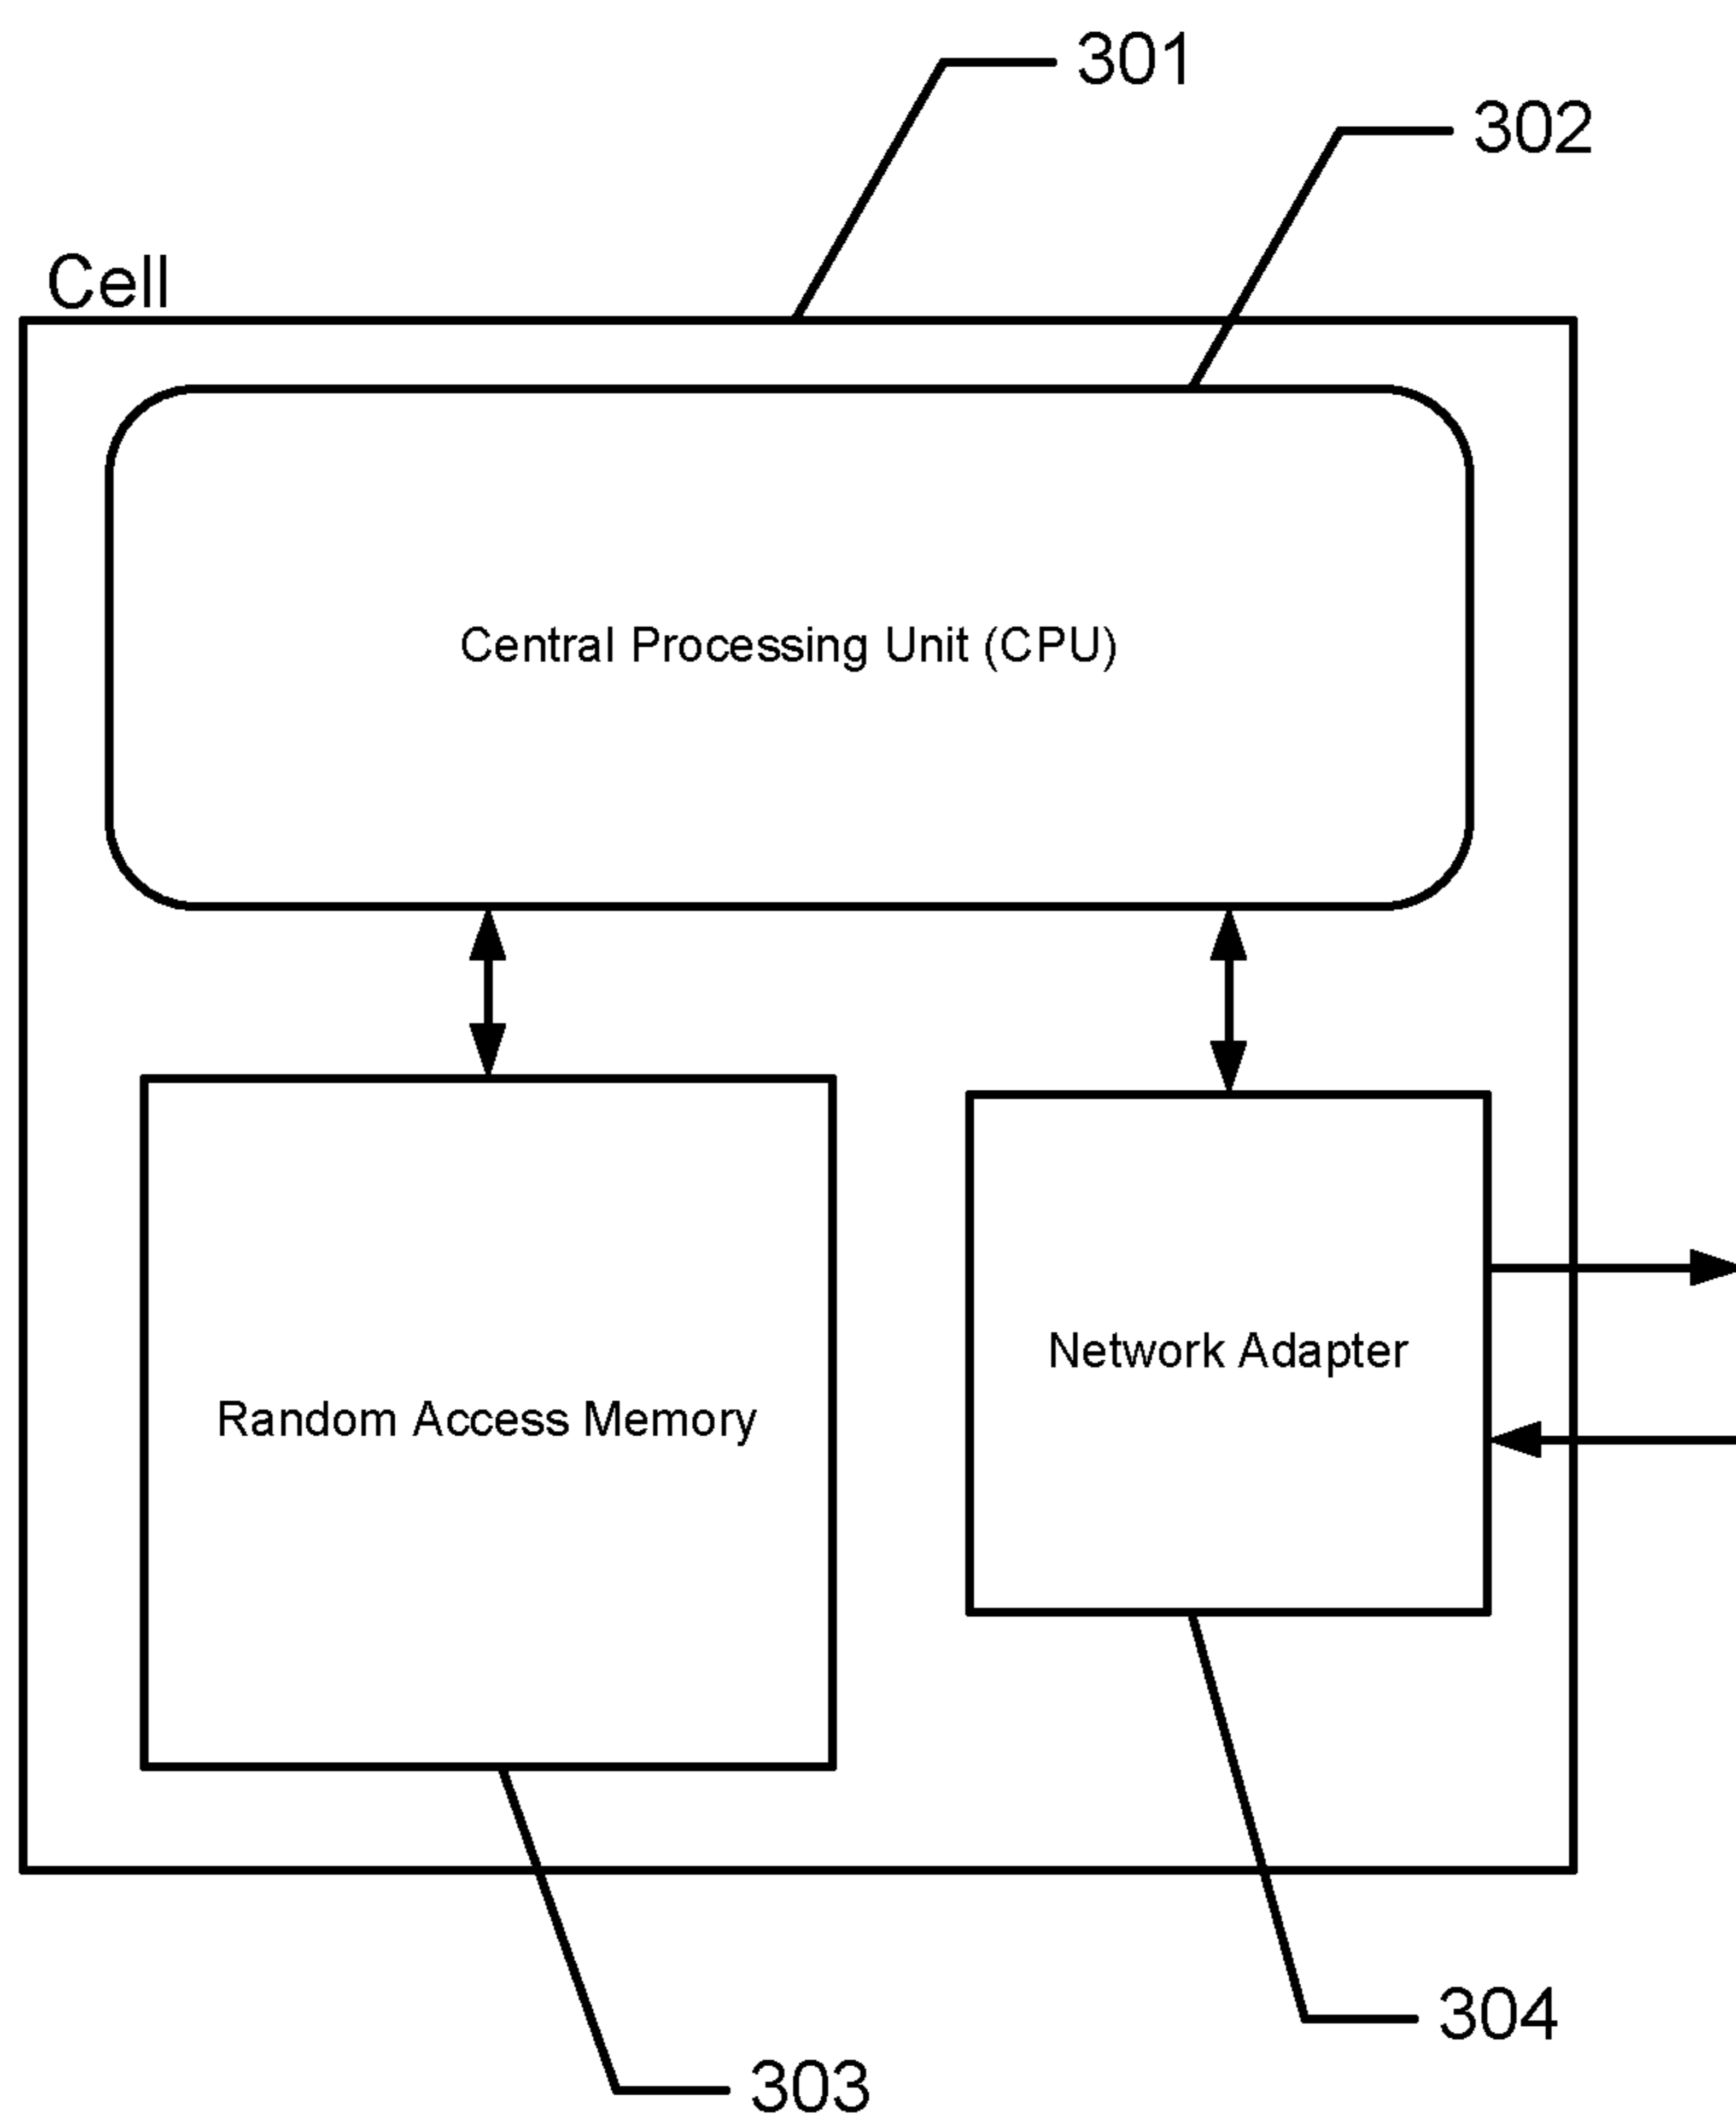 301
302
Cell
Central Processing Unit (CPU)
Network Adapter
Random Access Memory
304
303